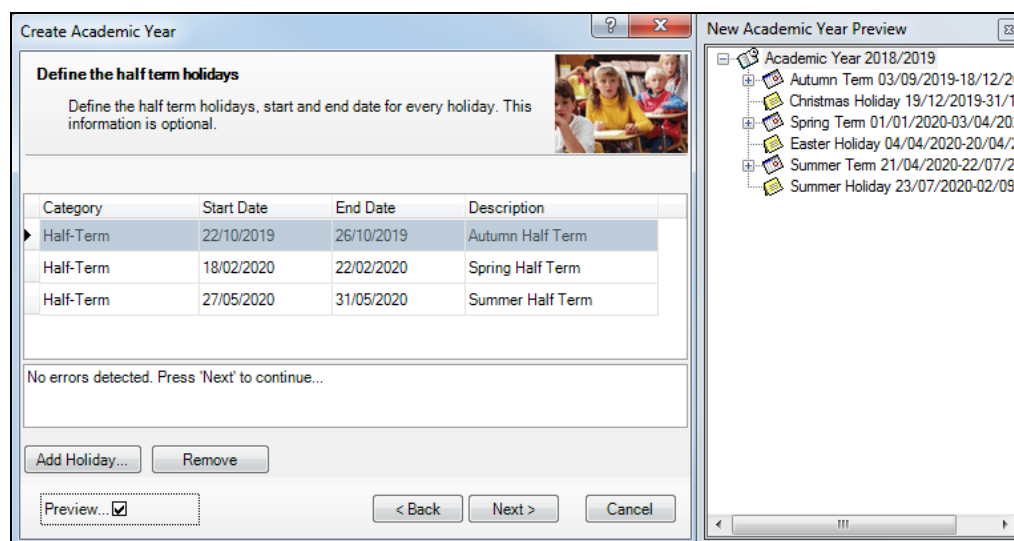 Create Academic Year
Define the half term holidays
Define the half term holidays, start and end date for every holiday. This
information is optional.
Category Start Date End Date Description
Half-Term 22/10/2019 26/10/2019 Autumn Half Term
Half-Term 18/02/2020 22/02/2020 Spring Half Term
Half-Term 27/05/2020 31/05/2020 Summer Half Term
No errors detected. Press 'Next' to continue...
Add Holiday... Remove
Preview... < Back Next > Cancel
New Academic Year Preview
Academic Year 2018/2019
Autumn Term 03/09/2019-18/12/2
Christmas Holiday 19/12/2019-31/1
Spring Term 01/01/2020-03/04/20
Easter Holiday 04/04/2020-20/04/
Summer Term 21/04/2020-22/07/2
Summer Holiday 23/07/2020-02/09